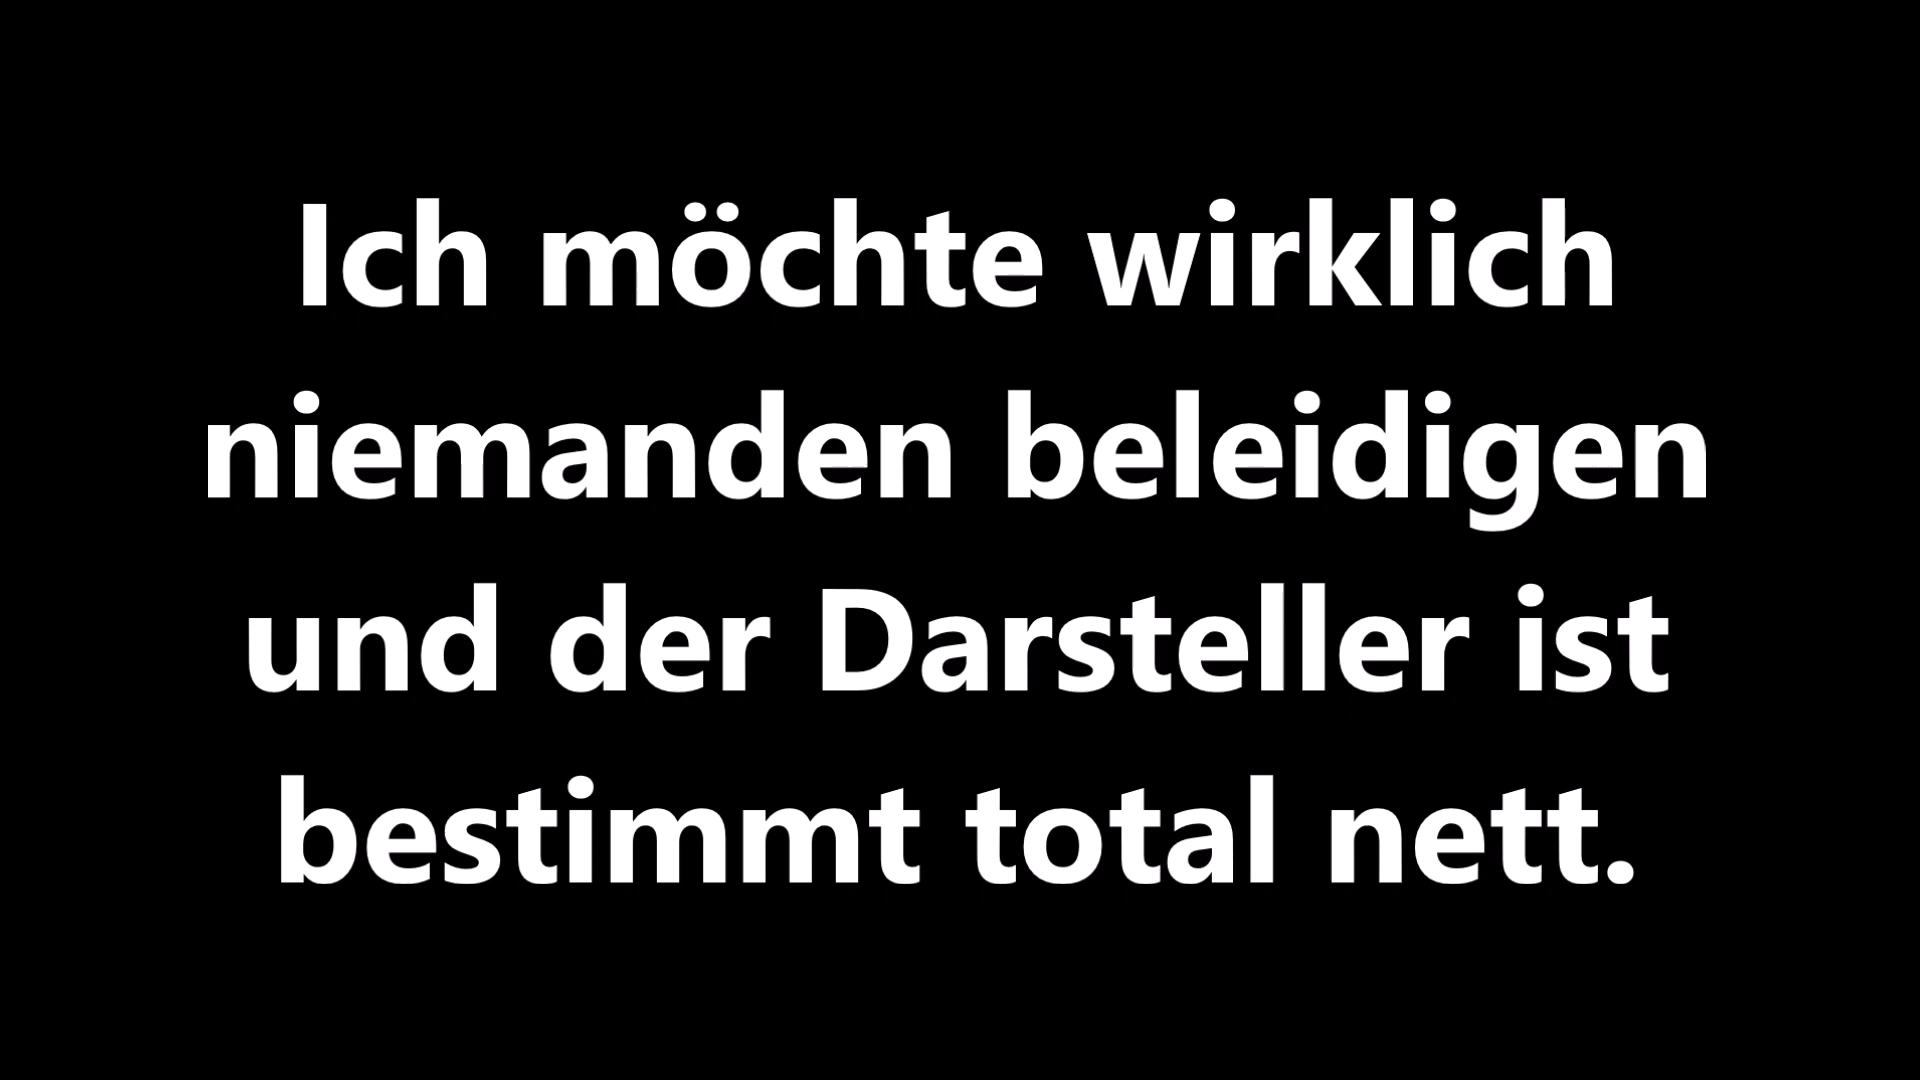 Ich möchte wirklich
niemanden beleidigen
und der Darsteller ist
bestimmt total nett.